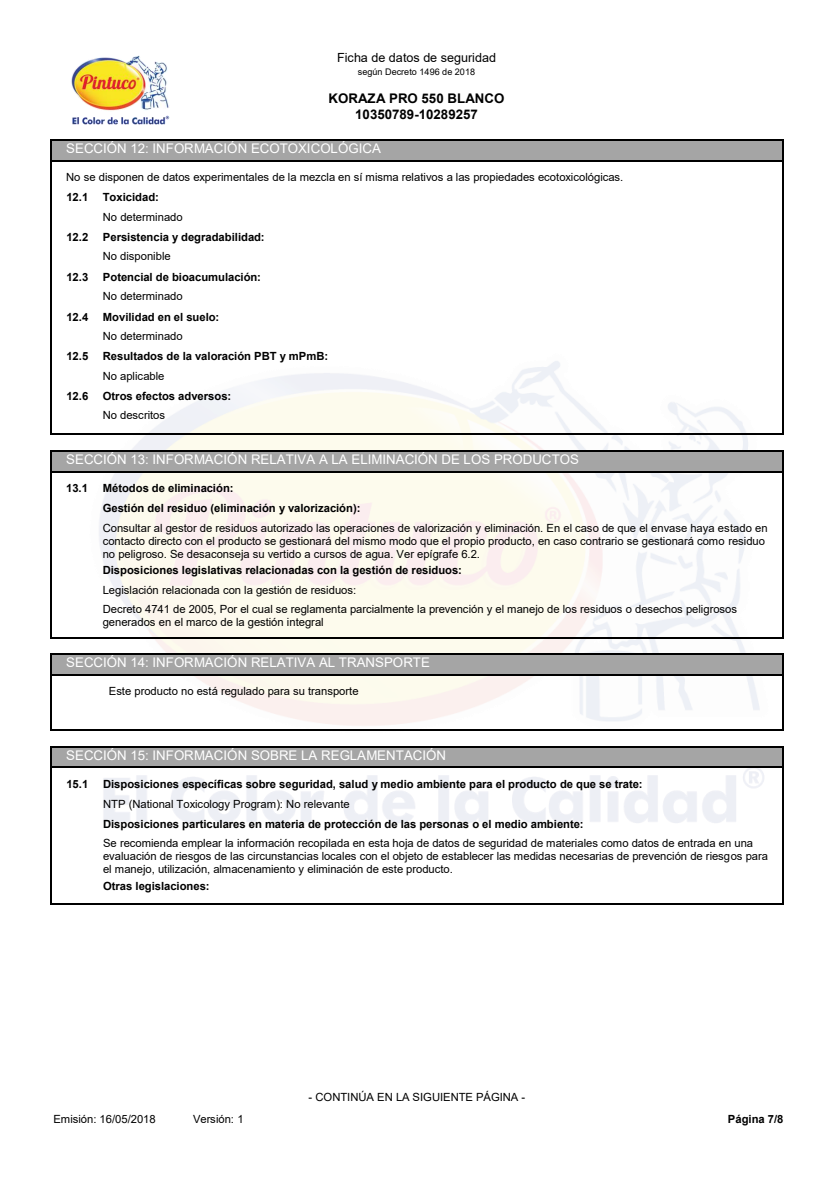 Pintuco®
El Color de la Calidad®
Ficha de datos de seguridad
según Decreto 1496 de 2018
KORAZA PRO 550 BLANCO
10350789-10289257
SECCIÓN 12: INFORMACIÓN ECOTOXICOLÓGICA
No se disponen de datos experimentales de la mezcla en sí misma relativos a las propiedades ecotoxicológicas.
12.1 Toxicidad:
No determinado
12.2 Persistencia y degradabilidad:
No disponible
12.3 Potencial de bioacumulación:
No determinado
12.4 Movilidad en el suelo:
No determinado
12.5 Resultados de la valoración PBT y mPmB:
No aplicable
12.6 Otros efectos adversos:
No descritos
SECCIÓN 13: INFORMACIÓN RELATIVA A LA ELIMINACIÓN DE LOS PRODUCTOS
13.1 Métodos de eliminación:
Gestión del residuo (eliminación y valorización):
Consultar al gestor de residuos autorizado las operaciones de valorización y eliminación. En el caso de que el envase haya estado en
contacto directo con el producto se gestionará del mismo modo que el propio producto, en caso contrario se gestionará como residuo
no peligroso. Se desaconseja su vertido a cursos de agua. Ver epígrafe 6.2.
Disposiciones legislativas relacionadas con la gestión de residuos:
Legislación relacionada con la gestión de residuos:
Decreto 4741 de 2005, Por el cual se reglamenta parcialmente la prevención y el manejo de los residuos o desechos peligrosos
generados en el marco de la gestión integral
SECCIÓN 14: INFORMACIÓN RELATIVA AL TRANSPORTE
Este producto no está regulado para su transporte
SECCIÓN 15: INFORMACIÓN SOBRE LA REGLAMENTACIÓN
15.1 Disposiciones específicas sobre seguridad, salud y medio ambiente para el producto de que se trate:
NTP (National Toxicology Program): No relevante
Disposiciones particulares en materia de protección de las personas o el medio ambiente:
Se recomienda emplear la información recopilada en esta hoja de datos de seguridad de materiales como datos de entrada en una
evaluación de riesgos de las circunstancias locales con el objeto de establecer las medidas necesarias de prevención de riesgos para
el manejo, utilización, almacenamiento y eliminación de este producto.
Otras legislaciones:
Pintuco®
El Color de la Calidad®
- CONTINÚA EN LA SIGUIENTE PÁGINA -
Emisión: 16/05/2018 Versión: 1 Página 7/8